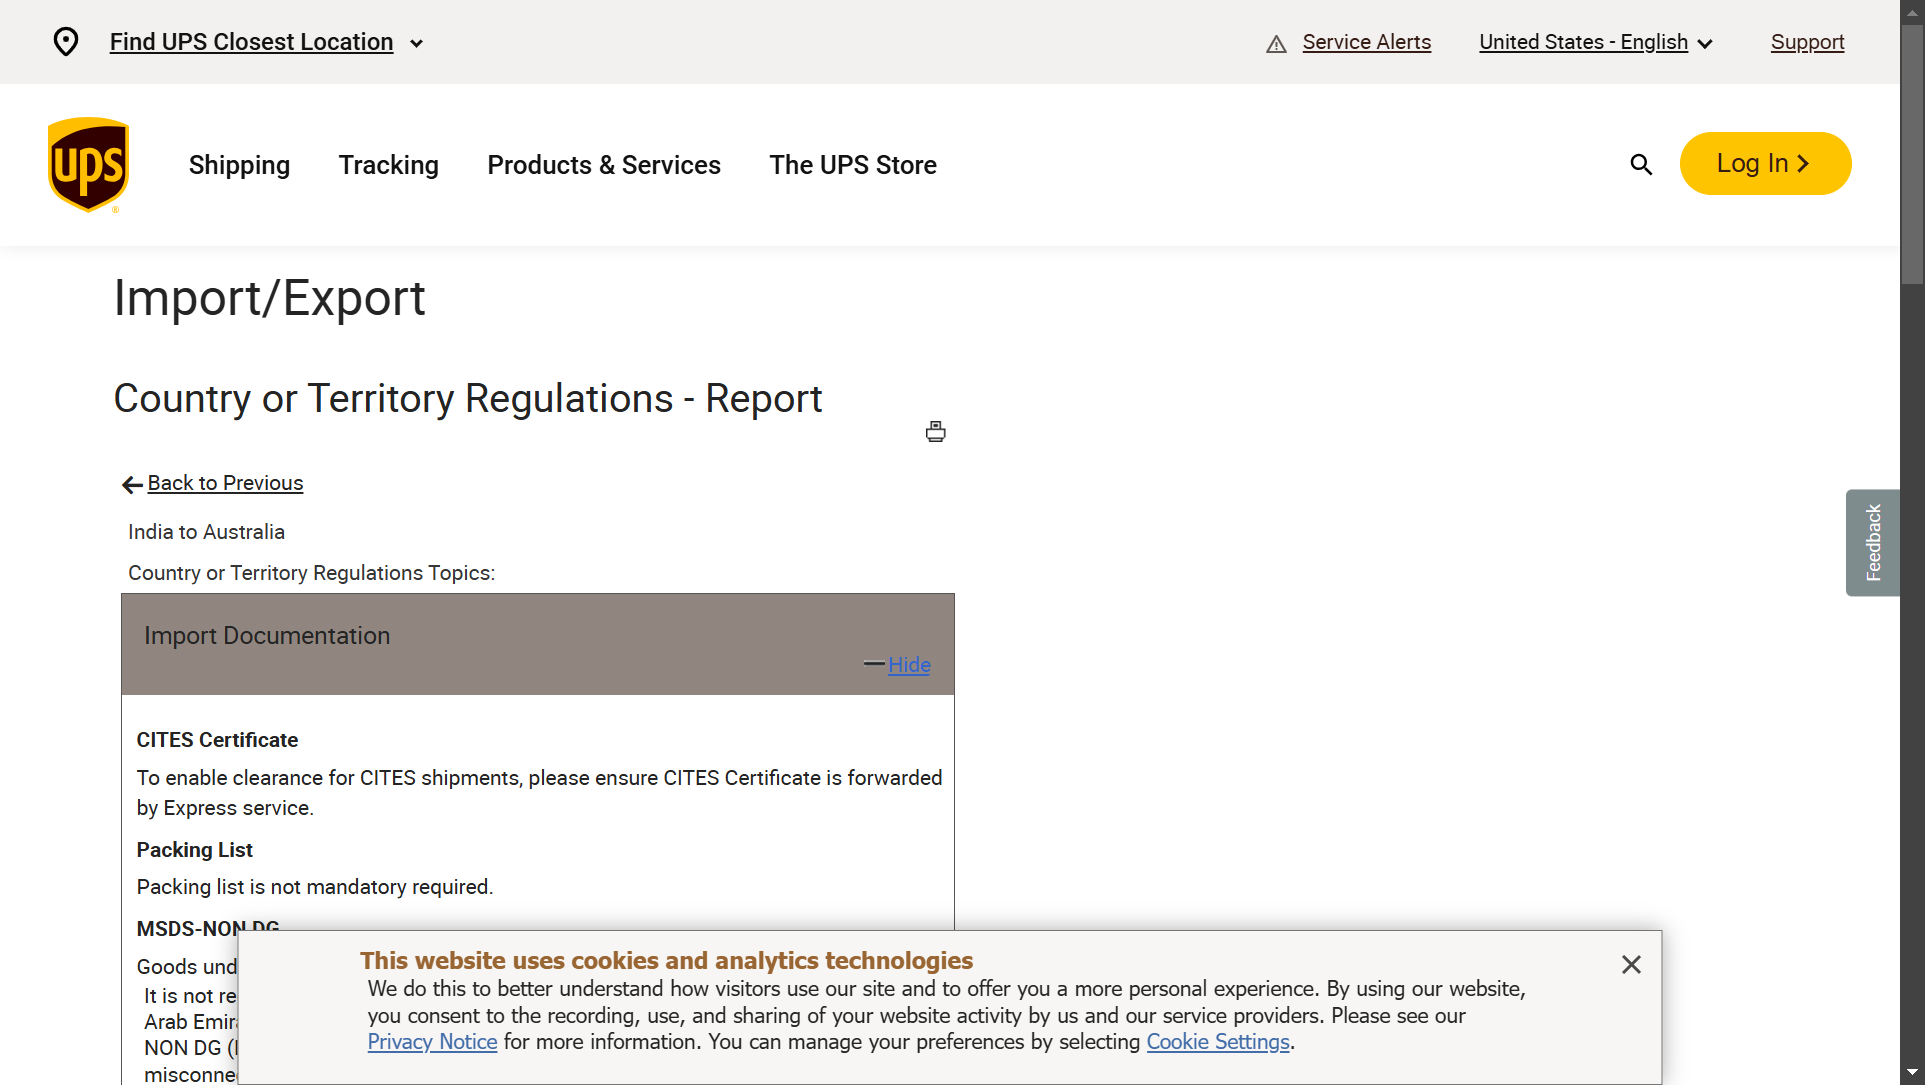 Find UPS Closest Location
Service Alerts
United States - English
Support
ups
Shipping
Tracking
Products & Services
The UPS Store
Log In
Import/Export
Country or Territory Regulations - Report
Back to Previous
India to Australia
Country or Territory Regulations Topics:
Feedback
Import Documentation
Hide
CITES Certificate
To enable clearance for CITES shipments, please ensure CITES Certificate is forwarded
by Express service.
Packing List
Packing list is not mandatory required.
MSDS-NON DG
Goods und
It is not re
Arab Emir
NON DG (
misconne
This website uses cookies and analytics technologies
We do this to better understand how visitors use our site and to offer you a more personal experience. By using our website,
you consent to the recording, use, and sharing of your website activity by us and our service providers. Please see our
Privacy Notice for more information. You can manage your preferences by selecting Cookie Settings.